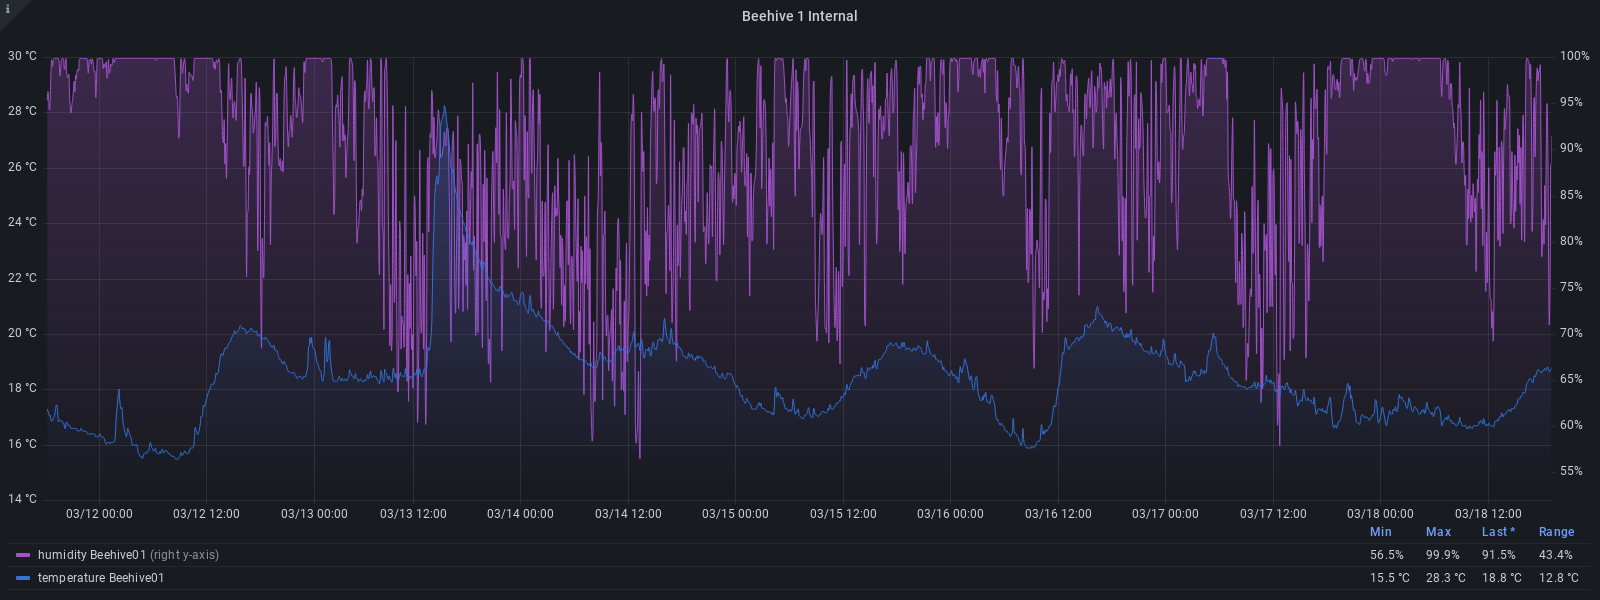 i
Beehive 1 Internal
30 °C 100%
28 °C 95%
26 °C 90%
24 °C 85%
22 °C 80%
20 °C 75%
18 °C 70%
16 °C 65%
14 °C 60%
55%
03/12 00:00 03/12 12:00 03/13 00:00 03/13 12:00 03/14 00:00 03/14 12:00 03/15 00:00 03/15 12:00 03/16 00:00 03/16 12:00 03/17 00:00 03/17 12:00 03/18 00:00 03/18 12:00
Min Max Last * Range
humidity Beehive01 (right y-axis) 56.5% 99.9% 91.5% 43.4%
temperature Beehive01 15.5 °C 28.3 °C 18.8 °C 12.8 °C